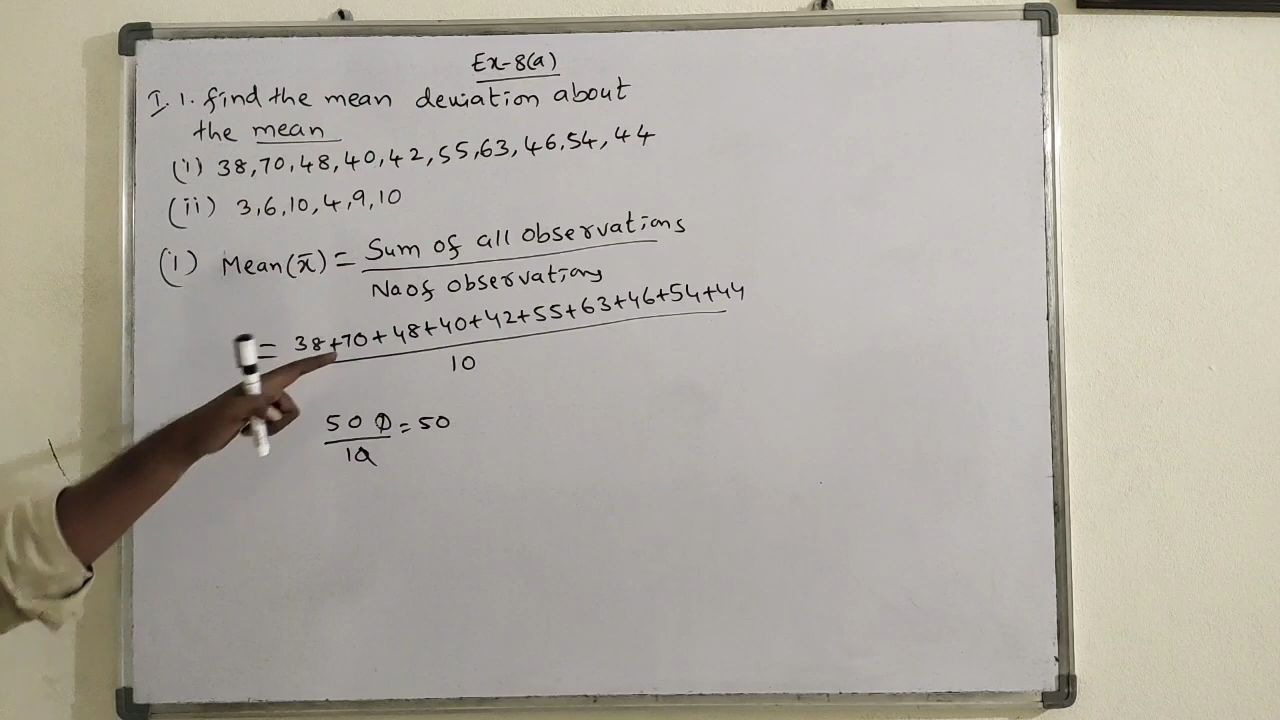 Ex-8(a)
I. 1. find the mean deviation about
the mean
(i) 38,70,48,40,42,55,63,46,54,44
(ii) 3,6,10,4,9,10
(i) Mean(x̄) = Sum of all observations
No of observations
= 38+70+48+40+42+55+63+46+54+44
10
500 = 50
10